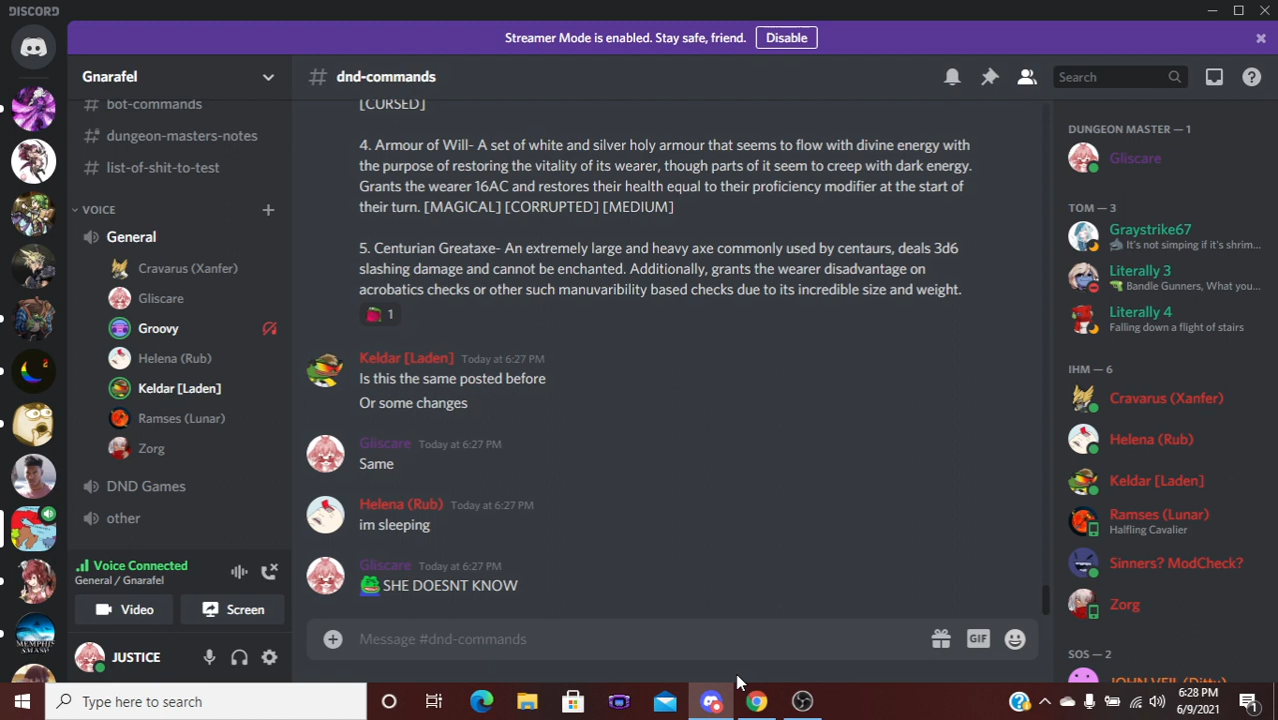 DISCORD
Streamer Mode is enabled. Stay safe, friend. Disable
Gnarafel
# bot-commands
# dungeon-masters-notes
# list-of-shit-to-test
VOICE
General
Cravarus (Xanfer)
Gliscare
Groovy
Helena (Rub)
Keldar [Laden]
Ramses (Lunar)
Zorg
DND Games
other
Voice Connected
General / Gnarafel
Video
Screen
JUSTICE
# dnd-commands
Search
[CURSED]
4. Armour of Will- A set of white and silver holy armour that seems to flow with divine energy with
the purpose of restoring the vitality of its wearer, though parts of it seem to creep with dark energy.
Grants the wearer 16AC and restores their health equal to their proficiency modifier at the start of
their turn. [MAGICAL] [CORRUPTED] [MEDIUM]
5. Centurian Greataxe- An extremely large and heavy axe commonly used by centaurs, deals 3d6
slashing damage and cannot be enchanted. Additionally, grants the wearer disadvantage on
acropatics checks or other such manuvaribility based checks due to its incredible size and weight.
1
Keldar [Laden] Today at 6:27 PM
Is this the same posted before
Or some changes
Gliscare Today at 6:27 PM
Same
Helena (Rub) Today at 6:27 PM
im sleeping
Gliscare Today at 6:27 PM
SHE DOESNT KNOW
Message #dnd-commands
GIF
DUNGEON MASTER — 1
Gliscare
TOM — 3
Graystrike67
It's not simping if it's shrim...
Literally 3
Bandle Gunners, What you...
Literally 4
Falling down a flight of stairs
IHM — 6
Cravarus (Xanfer)
Helena (Rub)
Keldar [Laden]
Ramses (Lunar)
Halfling Cavalier
Sinners? ModCheck?
Zorg
SOS — 2
JOHN VEIL (Ditty)
Type here to search
6:28 PM
6/9/2021
1